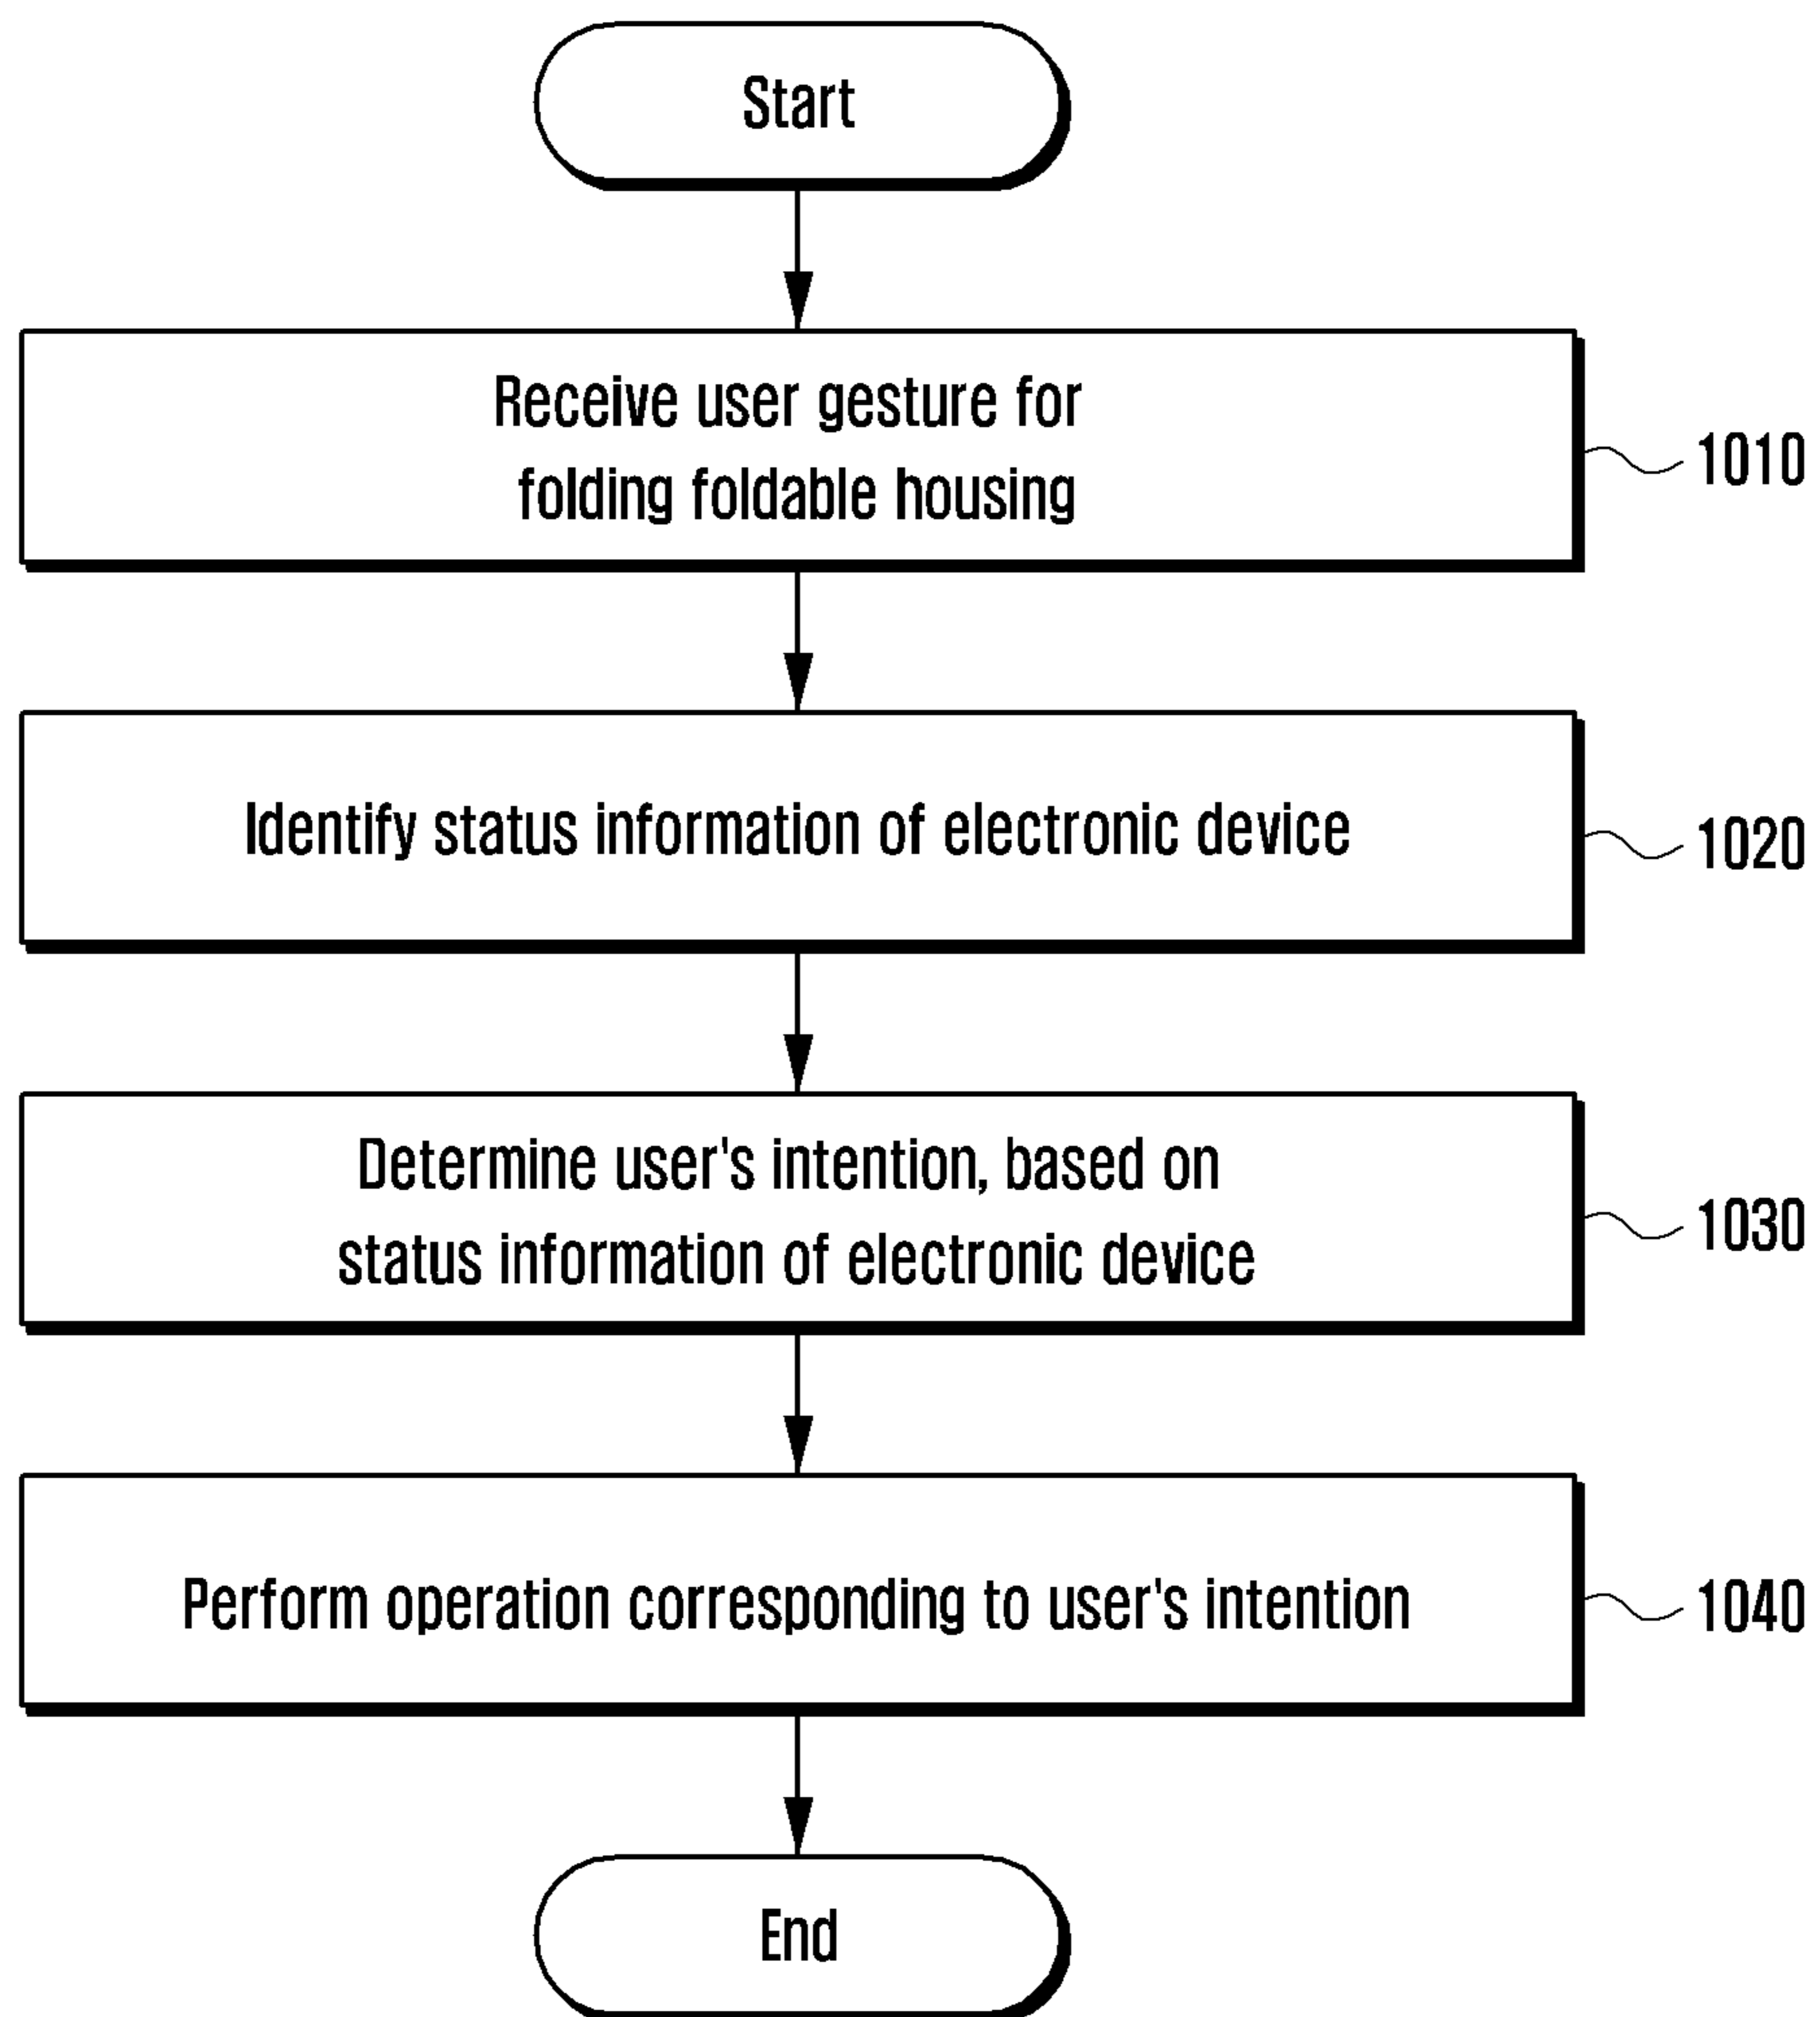 Start
Receive user gesture for
folding foldable housing
1010
Identify status information of electronic device
1020
Determine user's intention, based on
status information of electronic device
1030
Perform operation corresponding to user's intention
1040
End